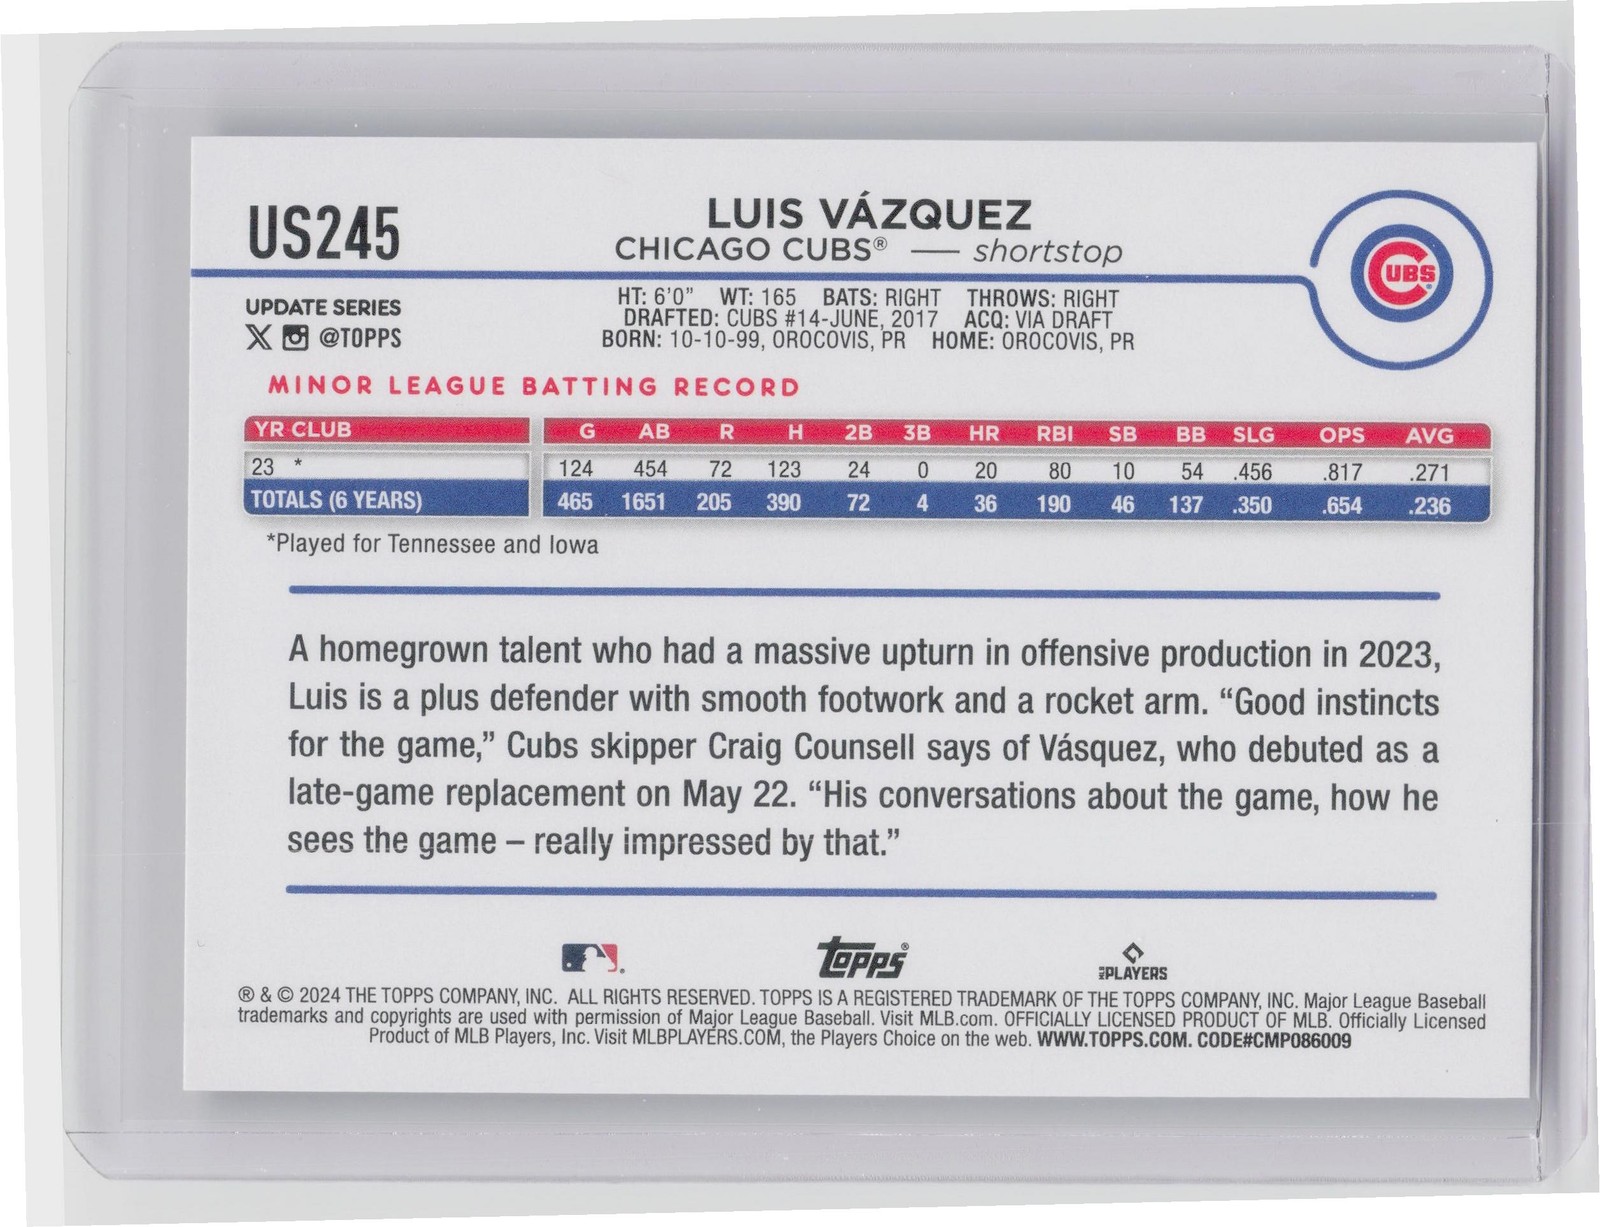 US245
LUIS VÁZQUEZ
CHICAGO CUBS® — shortstop
CUBS®
UPDATE SERIES
X @TOPPS
HT: 6'0" WT: 165 BATS: RIGHT THROWS: RIGHT
DRAFTED: CUBS #14-JUNE, 2017 ACQ: VIA DRAFT
BORN: 10-10-99, OROCOVIS, PR HOME: OROCOVIS, PR
MINOR LEAGUE BATTING RECORD
YR CLUB G AB R H 2B 3B HR RBI SB BB SLG OPS AVG
23 * 124 454 72 123 24 0 20 80 10 54 .456 .817 .271
TOTALS (6 YEARS) 465 1651 205 390 72 4 36 190 46 137 .350 .654 .236
*Played for Tennessee and Iowa
A homegrown talent who had a massive upturn in offensive production in 2023,
Luis is a plus defender with smooth footwork and a rocket arm. “Good instincts
for the game,” Cubs skipper Craig Counsell says of Vásquez, who debuted as a
late-game replacement on May 22. “His conversations about the game, how he
sees the game – really impressed by that.”
Topps®
MLB PLAYERS
® & © 2024 THE TOPPS COMPANY, INC. ALL RIGHTS RESERVED. TOPPS IS A REGISTERED TRADEMARK OF THE TOPPS COMPANY, INC. Major League Baseball
trademarks and copyrights are used with permission of Major League Baseball. Visit MLB.com. OFFICIALLY LICENSED PRODUCT OF MLB. Officially Licensed
Product of MLB Players, Inc. Visit MLBPLAYERS.COM, the Players Choice on the web. WWW.TOPPS.COM. CODE#CMP086009